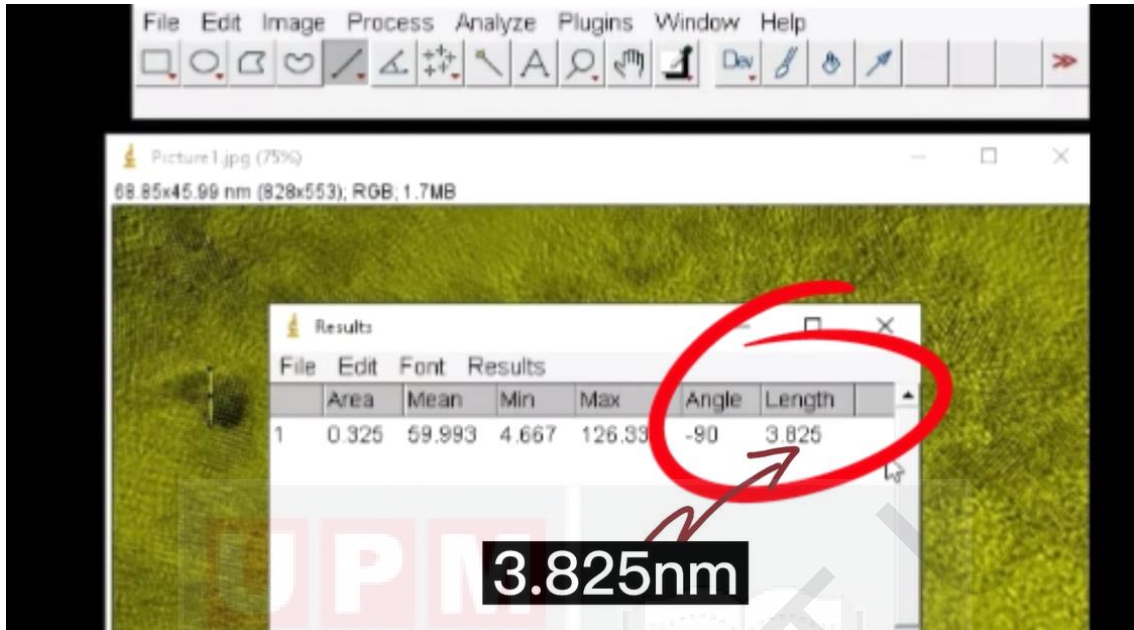 File Edit Image Process Analyze Plugins Window Help
Dev
Picture1.jpg (75%)
68.85x45.99 nm (828x553); RGB; 1.7MB
Results
File Edit Font Results
Area Mean Min Max Angle Length
1 0.325 59.993 4.667 126.33 -90 3.825
UPM
3.825nm